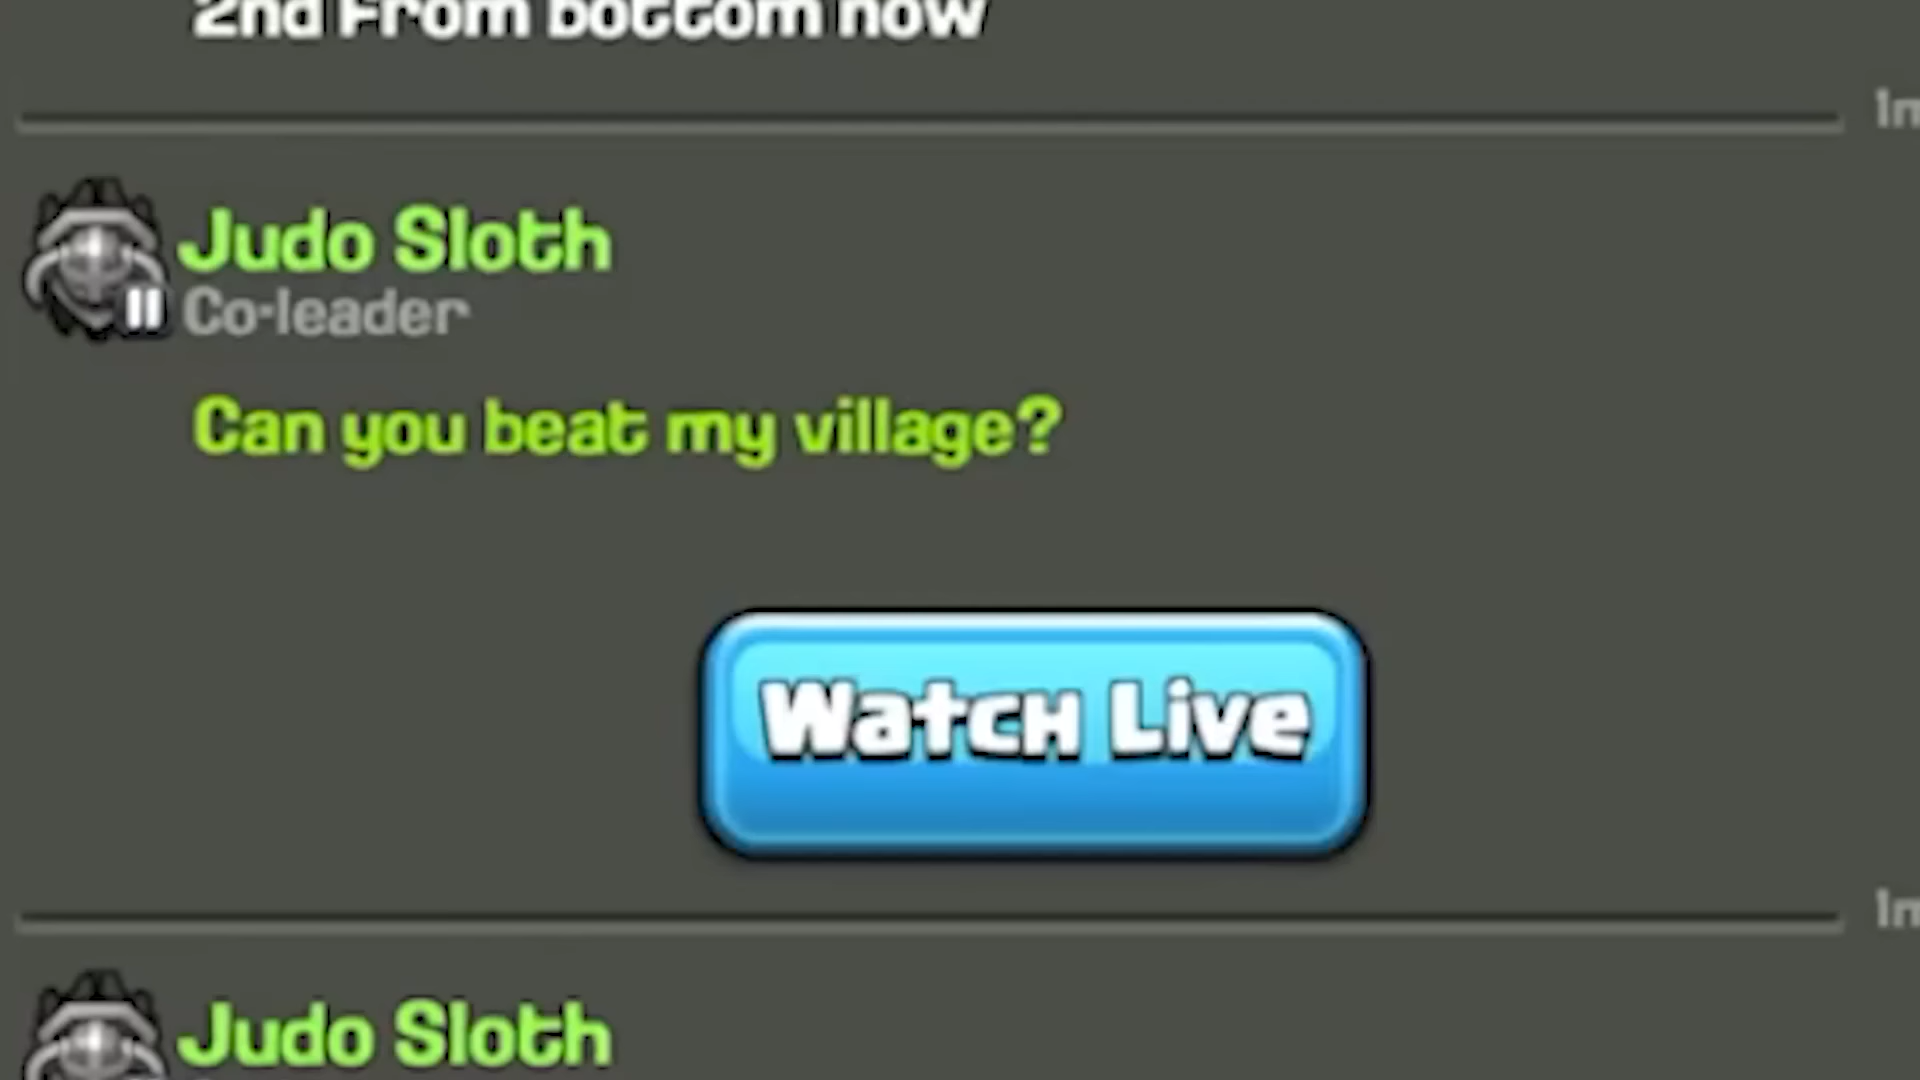 2nd from bottom now
Judo Sloth
Co-leader
Can you beat my village?
Watch Live
Judo Sloth